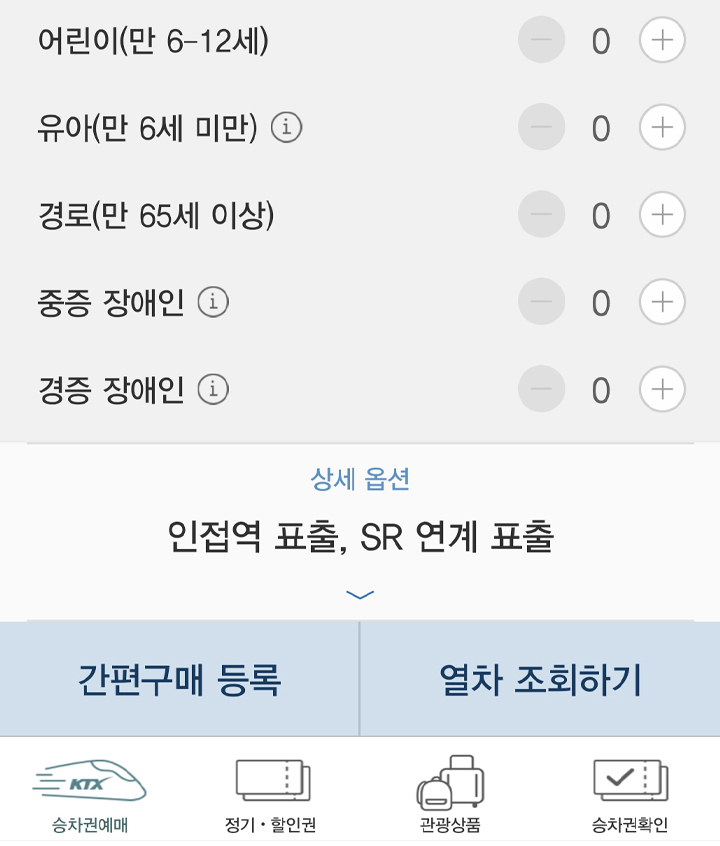 어린이(만 6-12세)
0
유아(만 6세 미만)
0
경로(만 65세 이상)
0
중증 장애인
0
경증 장애인
0
상세 옵션
인접역 표출, SR 연계 표출
간편구매 등록
열차 조회하기
KTX
승차권예매
정기·할인권
관광상품
승차권확인